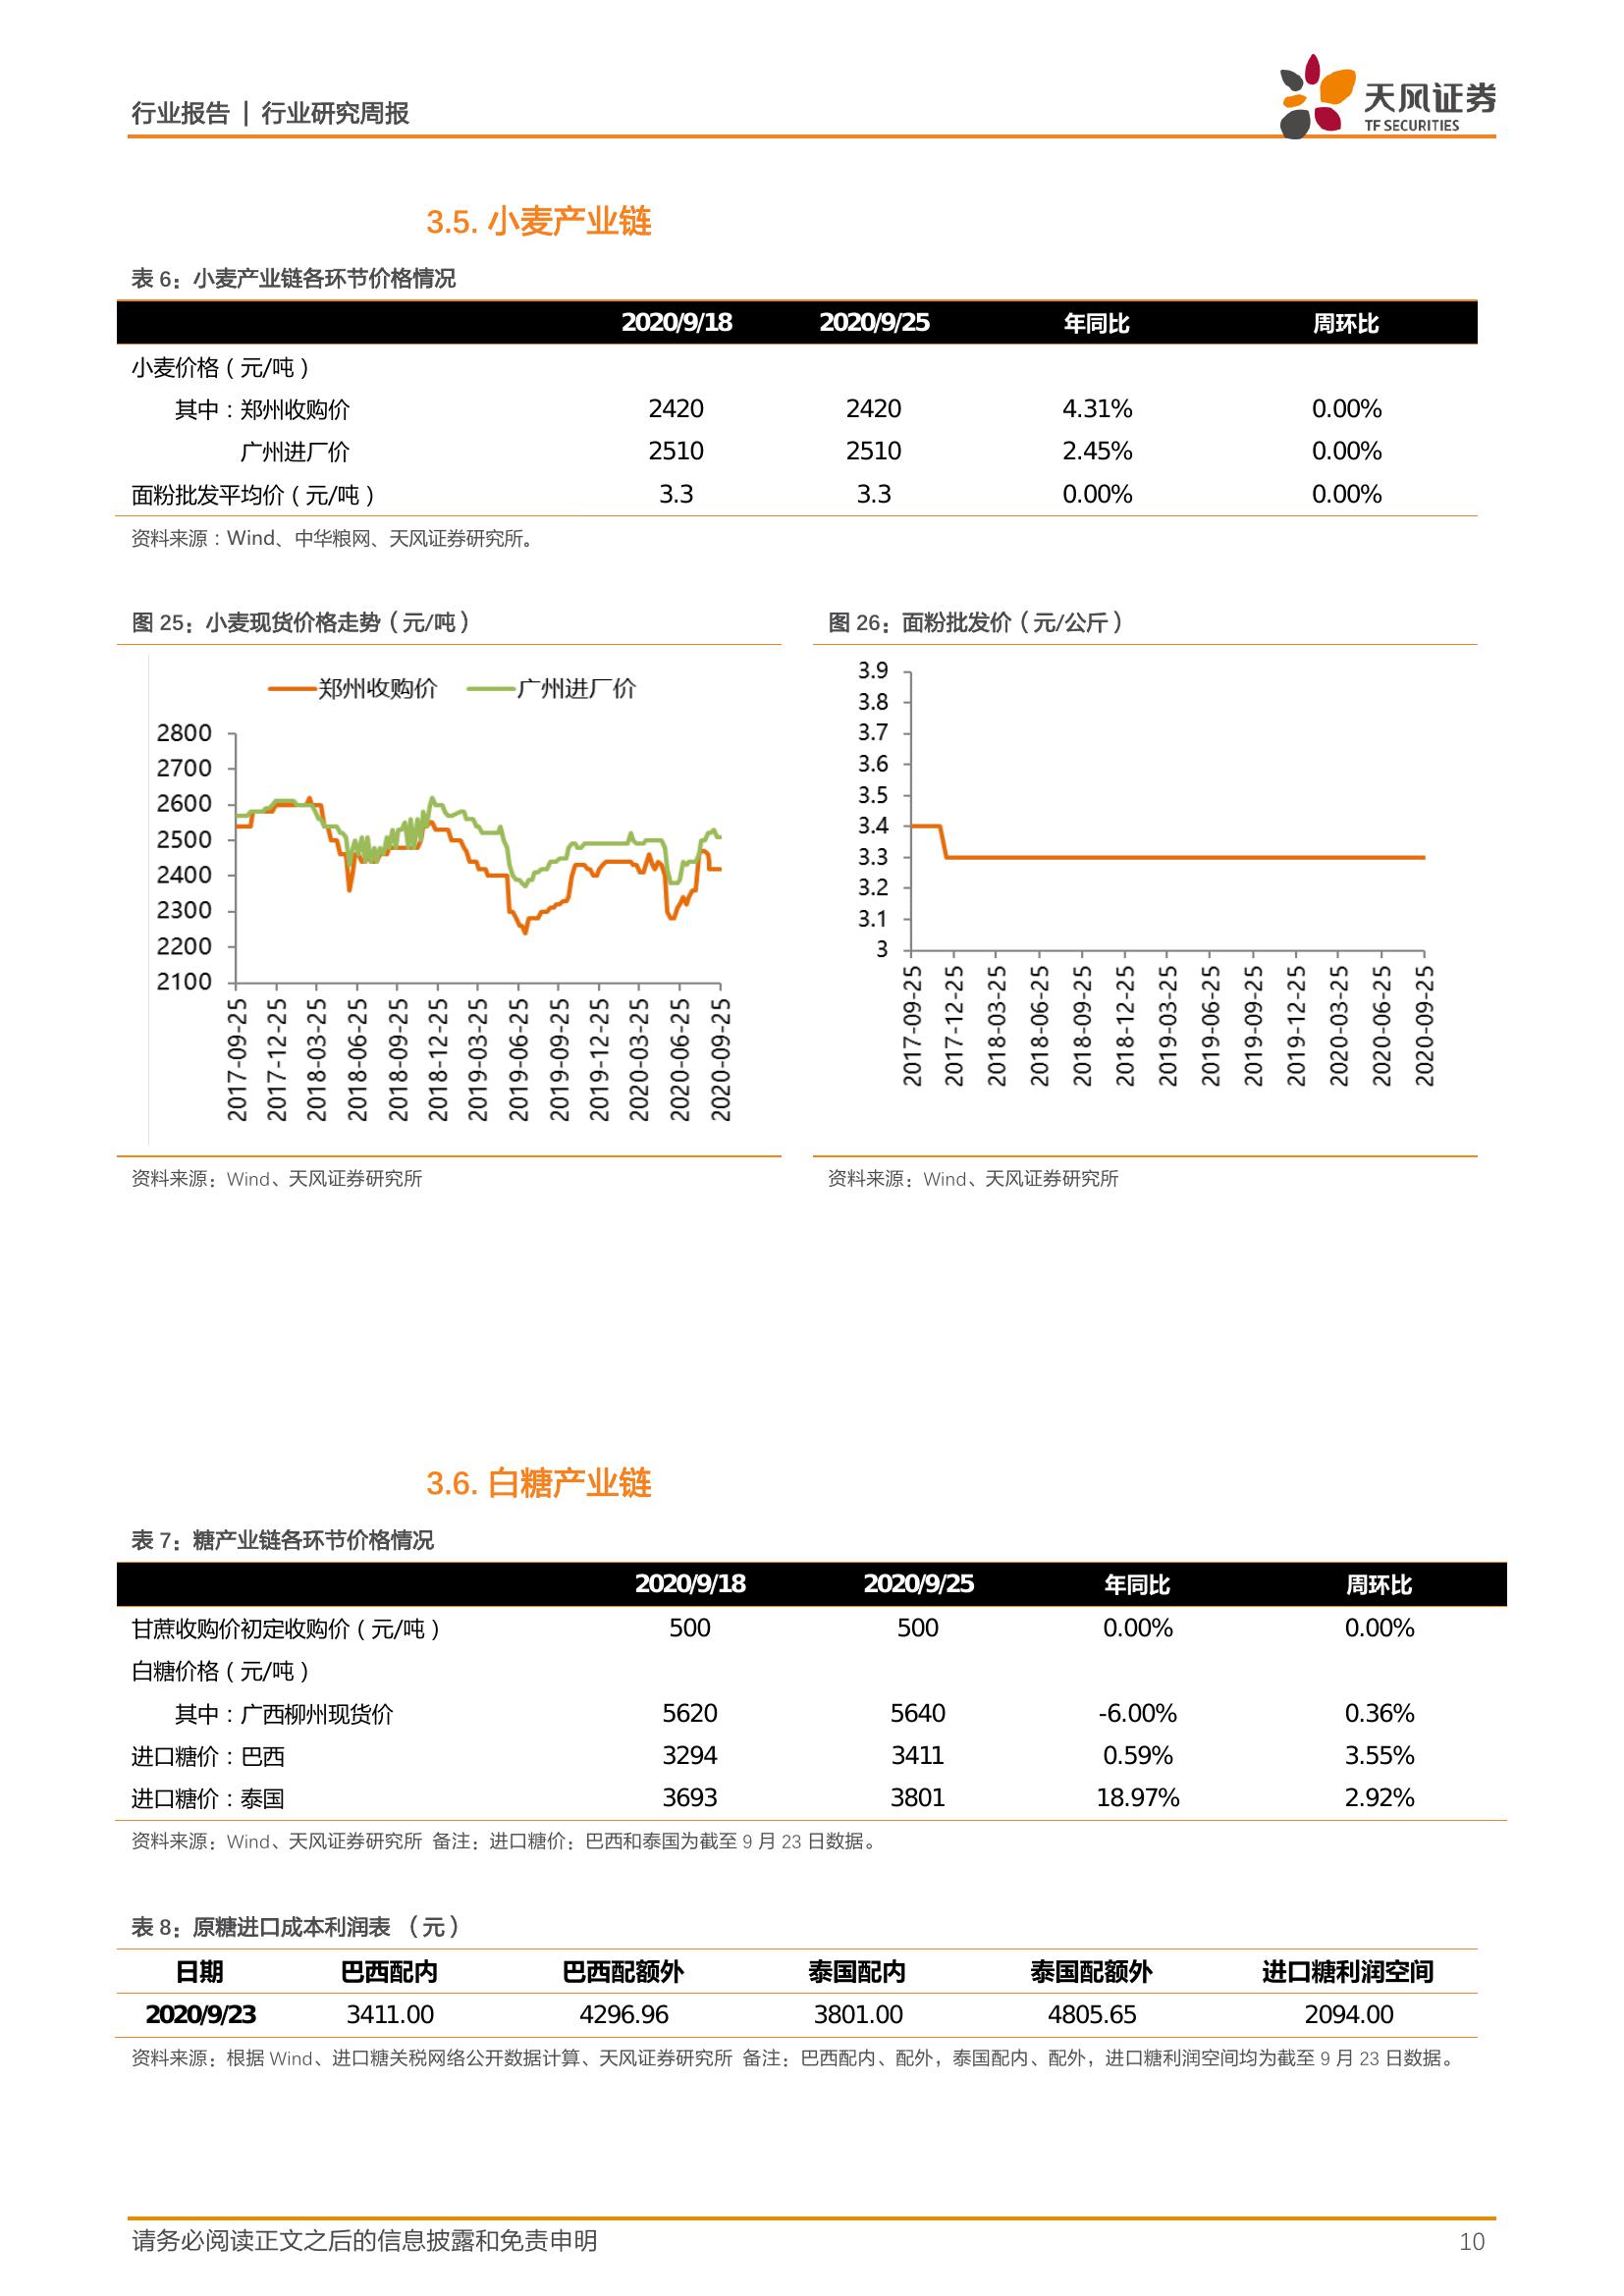 行业报告 | 行业研究周报
天风证券
TF SECURITIES
3.5. 小麦产业链
表 6：小麦产业链各环节价格情况
2020/9/18 2020/9/25 年同比 周环比
小麦价格（元/吨）
其中：郑州收购价 2420 2420 4.31% 0.00%
广州进厂价 2510 2510 2.45% 0.00%
面粉批发平均价（元/吨） 3.3 3.3 0.00% 0.00%
资料来源：Wind、中华粮网、天风证券研究所。
图 25：小麦现货价格走势（元/吨）
郑州收购价 广州进厂价
2800
2700
2600
2500
2400
2300
2200
2100
2017-09-25
2017-12-25
2018-03-25
2018-06-25
2018-09-25
2018-12-25
2019-03-25
2019-06-25
2019-09-25
2019-12-25
2020-03-25
2020-06-25
2020-09-25
资料来源：Wind、天风证券研究所
图 26：面粉批发价（元/公斤）
3.9
3.8
3.7
3.6
3.5
3.4
3.3
3.2
3.1
3
2017-09-25
2017-12-25
2018-03-25
2018-06-25
2018-09-25
2018-12-25
2019-03-25
2019-06-25
2019-09-25
2019-12-25
2020-03-25
2020-06-25
2020-09-25
资料来源：Wind、天风证券研究所
3.6. 白糖产业链
表 7：糖产业链各环节价格情况
2020/9/18 2020/9/25 年同比 周环比
甘蔗收购价初定收购价（元/吨） 500 500 0.00% 0.00%
白糖价格（元/吨）
其中：广西柳州现货价 5620 5640 -6.00% 0.36%
进口糖价：巴西 3294 3411 0.59% 3.55%
进口糖价：泰国 3693 3801 18.97% 2.92%
资料来源：Wind、天风证券研究所 备注：进口糖价：巴西和泰国为截至 9 月 23 日数据。
表 8：原糖进口成本利润表 （元）
日期 巴西配内 巴西配额外 泰国配内 泰国配额外 进口糖利润空间
2020/9/23 3411.00 4296.96 3801.00 4805.65 2094.00
资料来源：根据 Wind、进口糖关税网络公开数据计算、天风证券研究所 备注：巴西配内、配外，泰国配内、配外，进口糖利润空间均为截至 9 月 23 日数据。
请务必阅读正文之后的信息披露和免责申明 10